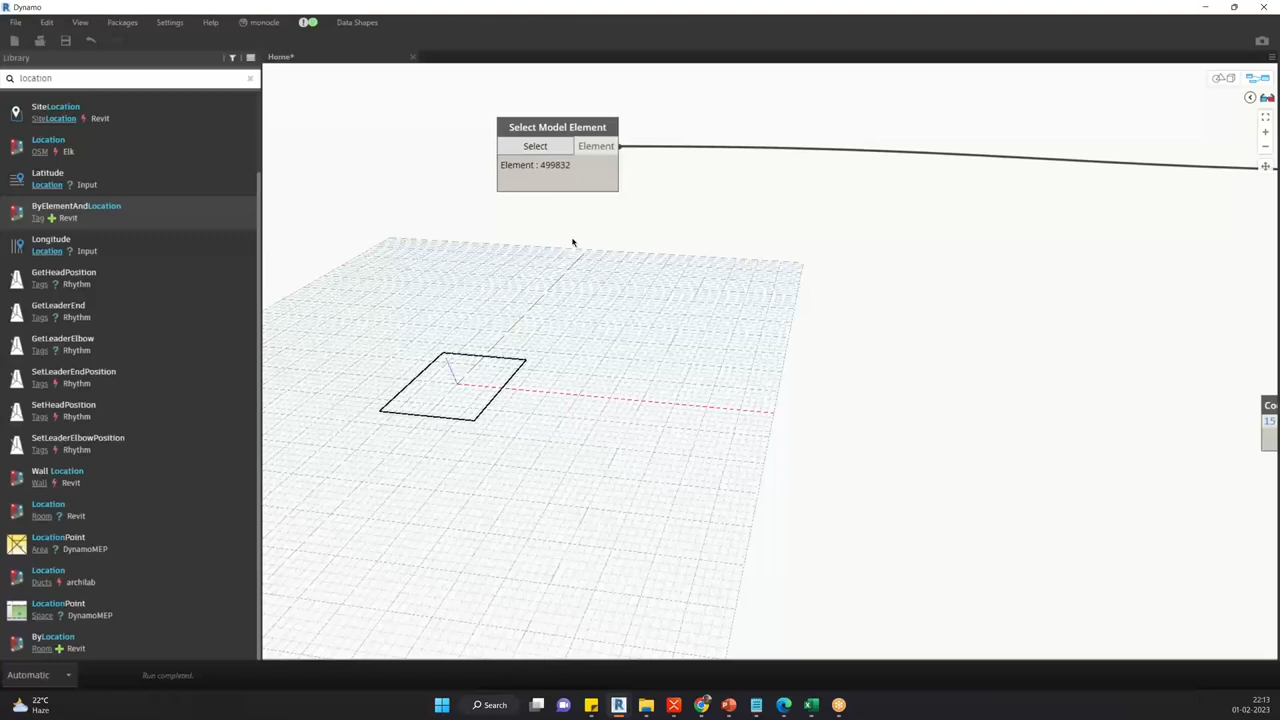 Dynamo
File Edit View Packages Settings Help monocle Data Shapes
Library
Home*
location
SiteLocation
SiteLocation Revit
Location
OSM Elk
Latitude
Location ? Input
ByElementAndLocation
Tag Revit
Longitude
Location ? Input
GetHeadPosition
Tags ? Rhythm
GetLeaderEnd
Tags ? Rhythm
GetLeaderElbow
Tags ? Rhythm
SetLeaderEndPosition
Tags Rhythm
SetHeadPosition
Tags Rhythm
SetLeaderElbowPosition
Tags Rhythm
Wall Location
Wall Revit
Location
Room ? Revit
LocationPoint
Area ? DynamoMEP
Location
Ducts archilab
LocationPoint
Space ? DynamoMEP
ByLocation
Room Revit
Select Model Element
Select Element
Element : 499832
Co
15
Automatic
Run completed.
22°C
Haze
Search
22:13
01-02-2023